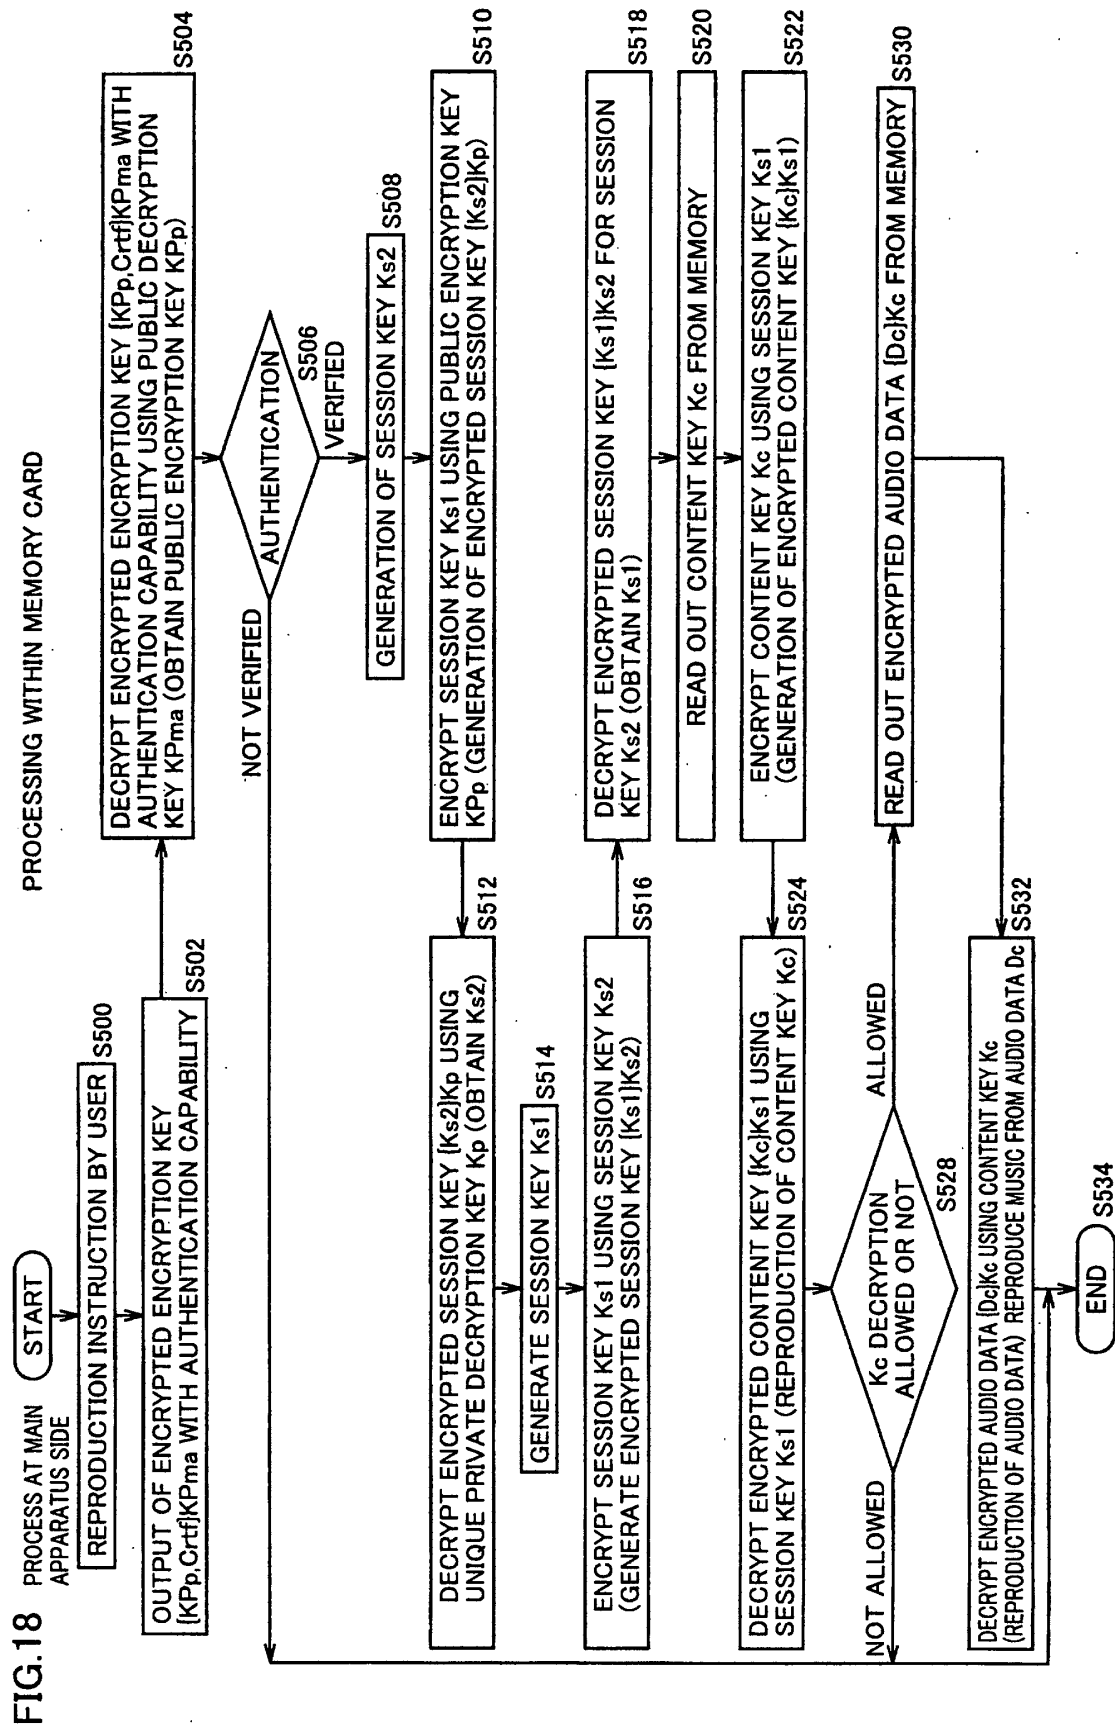 FIG.18
PROCESS AT MAIN
APPARATUS SIDE
PROCESSING WITHIN MEMORY CARD
START
REPRODUCTION INSTRUCTION BY USER
S500
OUTPUT OF ENCRYPTED ENCRYPTION KEY
{KPp,Crtf}KPma WITH AUTHENTICATION CAPABILITY
S502
DECRYPT ENCRYPTED ENCRYPTION KEY {KPp,Crtf}KPma WITH
AUTHENTICATION CAPABILITY USING PUBLIC DECRYPTION
KEY KPma (OBTAIN PUBLIC ENCRYPTION KEY KPp)
S504
AUTHENTICATION
S506
NOT VERIFIED
VERIFIED
GENERATION OF SESSION KEY Ks2
S508
ENCRYPT SESSION KEY Ks1 USING PUBLIC ENCRYPTION KEY
KPp (GENERATION OF ENCRYPTED SESSION KEY {Ks2}Kp)
S510
DECRYPT ENCRYPTED SESSION KEY {Ks2}Kp USING
UNIQUE PRIVATE DECRYPTION KEY Kp (OBTAIN Ks2)
S512
GENERATE SESSION KEY Ks1
S514
ENCRYPT SESSION KEY Ks1 USING SESSION KEY Ks2
(GENERATE ENCRYPTED SESSION KEY {Ks1}Ks2)
S516
DECRYPT ENCRYPTED SESSION KEY {Ks1}Ks2 FOR SESSION
KEY Ks2 (OBTAIN Ks1)
S518
READ OUT CONTENT KEY Kc FROM MEMORY
S520
ENCRYPT CONTENT KEY Kc USING SESSION KEY Ks1
(GENERATION OF ENCRYPTED CONTENT KEY {Kc}Ks1)
S522
DECRYPT ENCRYPTED CONTENT KEY {Kc}Ks1 USING
SESSION KEY Ks1 (REPRODUCTION OF CONTENT KEY Kc)
S524
Kc DECRYPTION
ALLOWED OR NOT
S528
NOT ALLOWED
ALLOWED
READ OUT ENCRYPTED AUDIO DATA {Dc}Kc FROM MEMORY
S530
DECRYPT ENCRYPTED AUDIO DATA {Dc}Kc USING CONTENT KEY Kc
(REPRODUCTION OF AUDIO DATA) REPRODUCE MUSIC FROM AUDIO DATA Dc
S532
END
S534